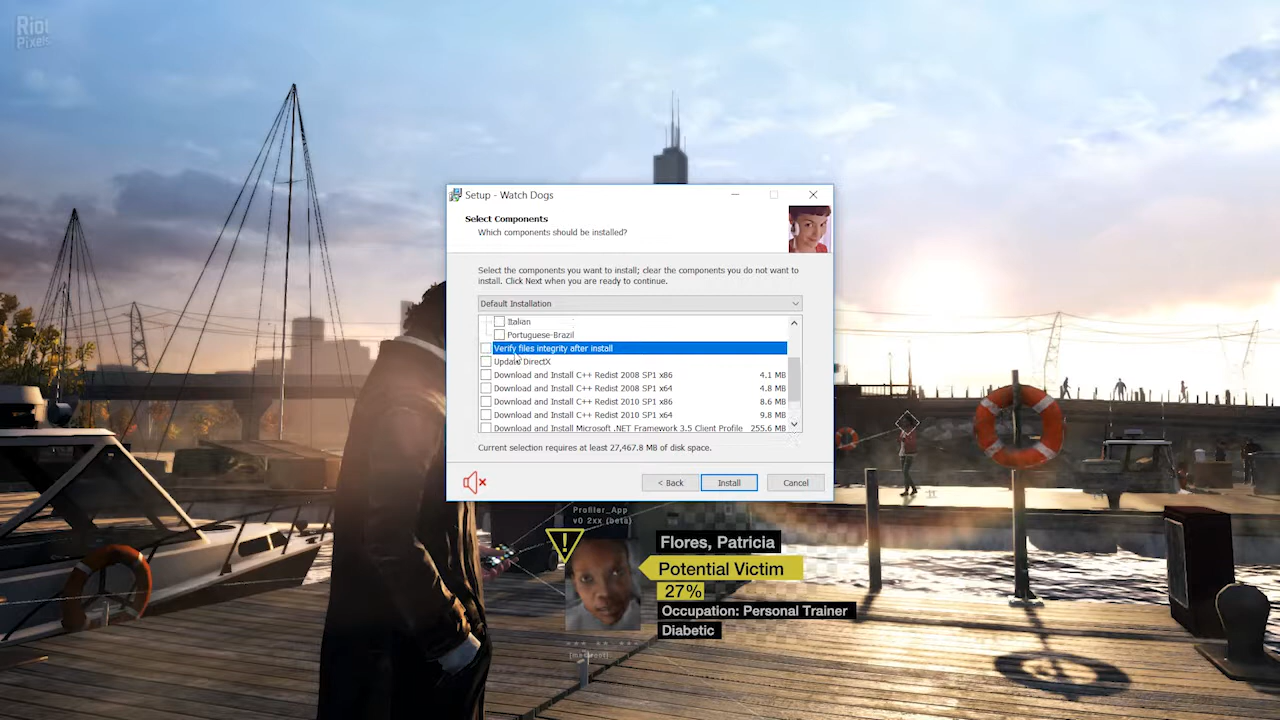 Riot
Pixels
Setup - Watch Dogs
Select Components
Which components should be installed?
Select the components you want to install; clear the components you do not want to
install. Click Next when you are ready to continue.
Default Installation
Italian
Portuguese-Brazil
Verify files integrity after install
Update DirectX
Download and Install C++ Redist 2008 SP1 x86 4.1 MB
Download and Install C++ Redist 2008 SP1 x64 4.8 MB
Download and Install C++ Redist 2010 SP1 x86 8.6 MB
Download and Install C++ Redist 2010 SP1 x64 9.8 MB
Download and Install Microsoft .NET Framework 3.5 Client Profile 255.6 MB
Current selection requires at least 27,467.8 MB of disk space.
< Back Install Cancel
Profiler_App
v0 2xx (beta)
Flores, Patricia
Potential Victim
27%
Occupation: Personal Trainer
Diabetic